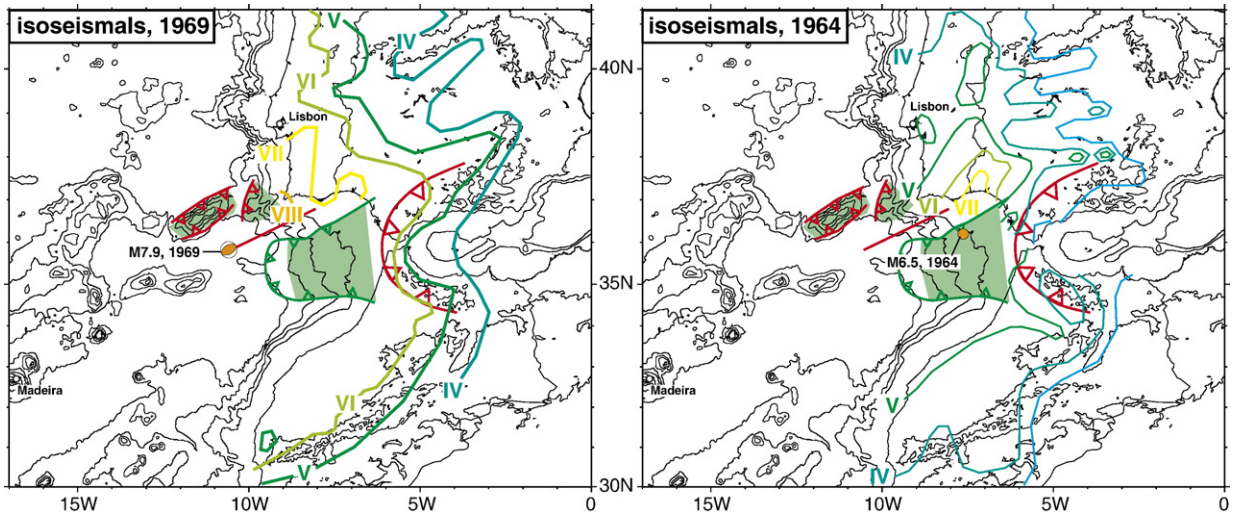 isoseismals, 1969
V
IV
VI
Lisbon
VII
VIII
M7.9, 1969
Madeira
VI
IV
V
15W
10W
5W
0
isoseismals, 1964
IV
40N
Lisbon
V
VI
VII
M6.5, 1964
35N
Madeira
V
IV
30N
15W
10W
5W
0